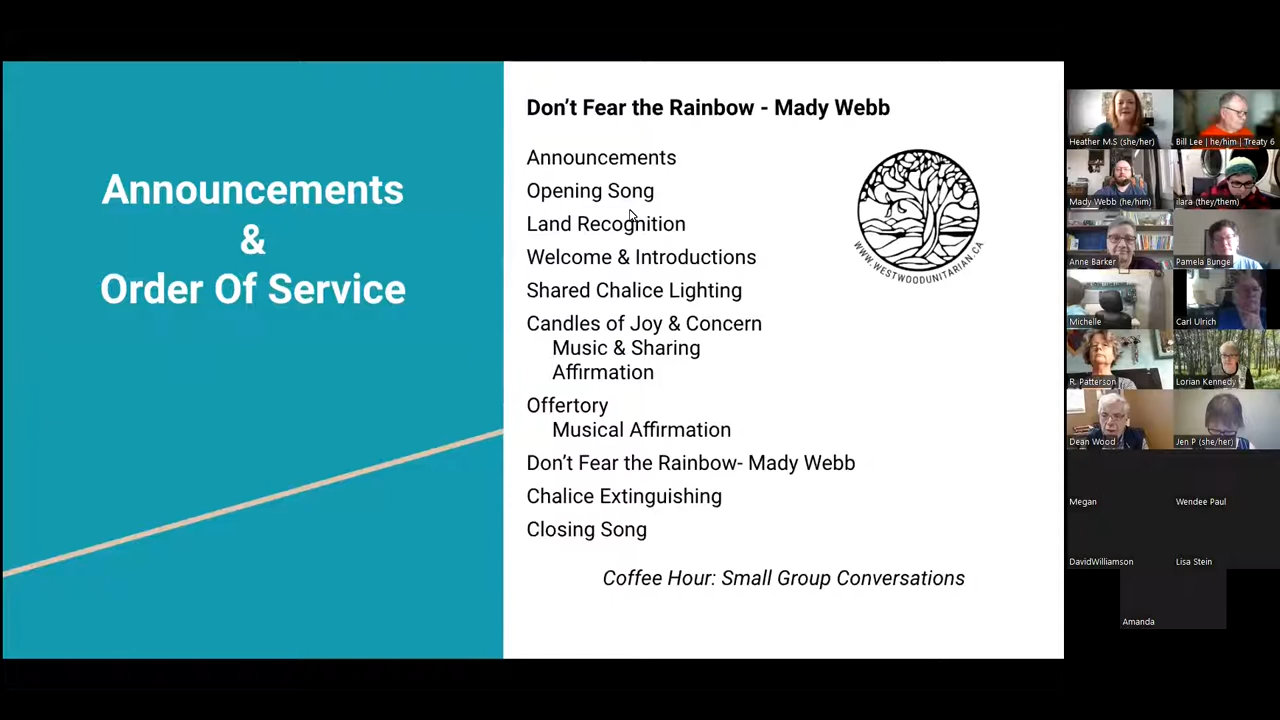 Announcements
&
Order Of Service
Don't Fear the Rainbow - Mady Webb
Announcements
Opening Song
Land Recognition
Welcome & Introductions
Shared Chalice Lighting
Candles of Joy & Concern
Music & Sharing
Affirmation
Offertory
Musical Affirmation
Don't Fear the Rainbow- Mady Webb
Chalice Extinguishing
Closing Song
Coffee Hour: Small Group Conversations
WWW.WESTWOODUNITARIAN.CA
Heather M.S (she/her)
Bill Lee | he/him | Treaty 6
Mady Webb (he/him)
ilara (they/them)
Anne Barker
Pamela Bunge
Michelle
Carl Ulrich
R. Patterson
Lorian Kennedy
Dean Wood
Jen P (she/her)
Megan
Wendee Paul
DavidWilliamson
Lisa Stein
Amanda